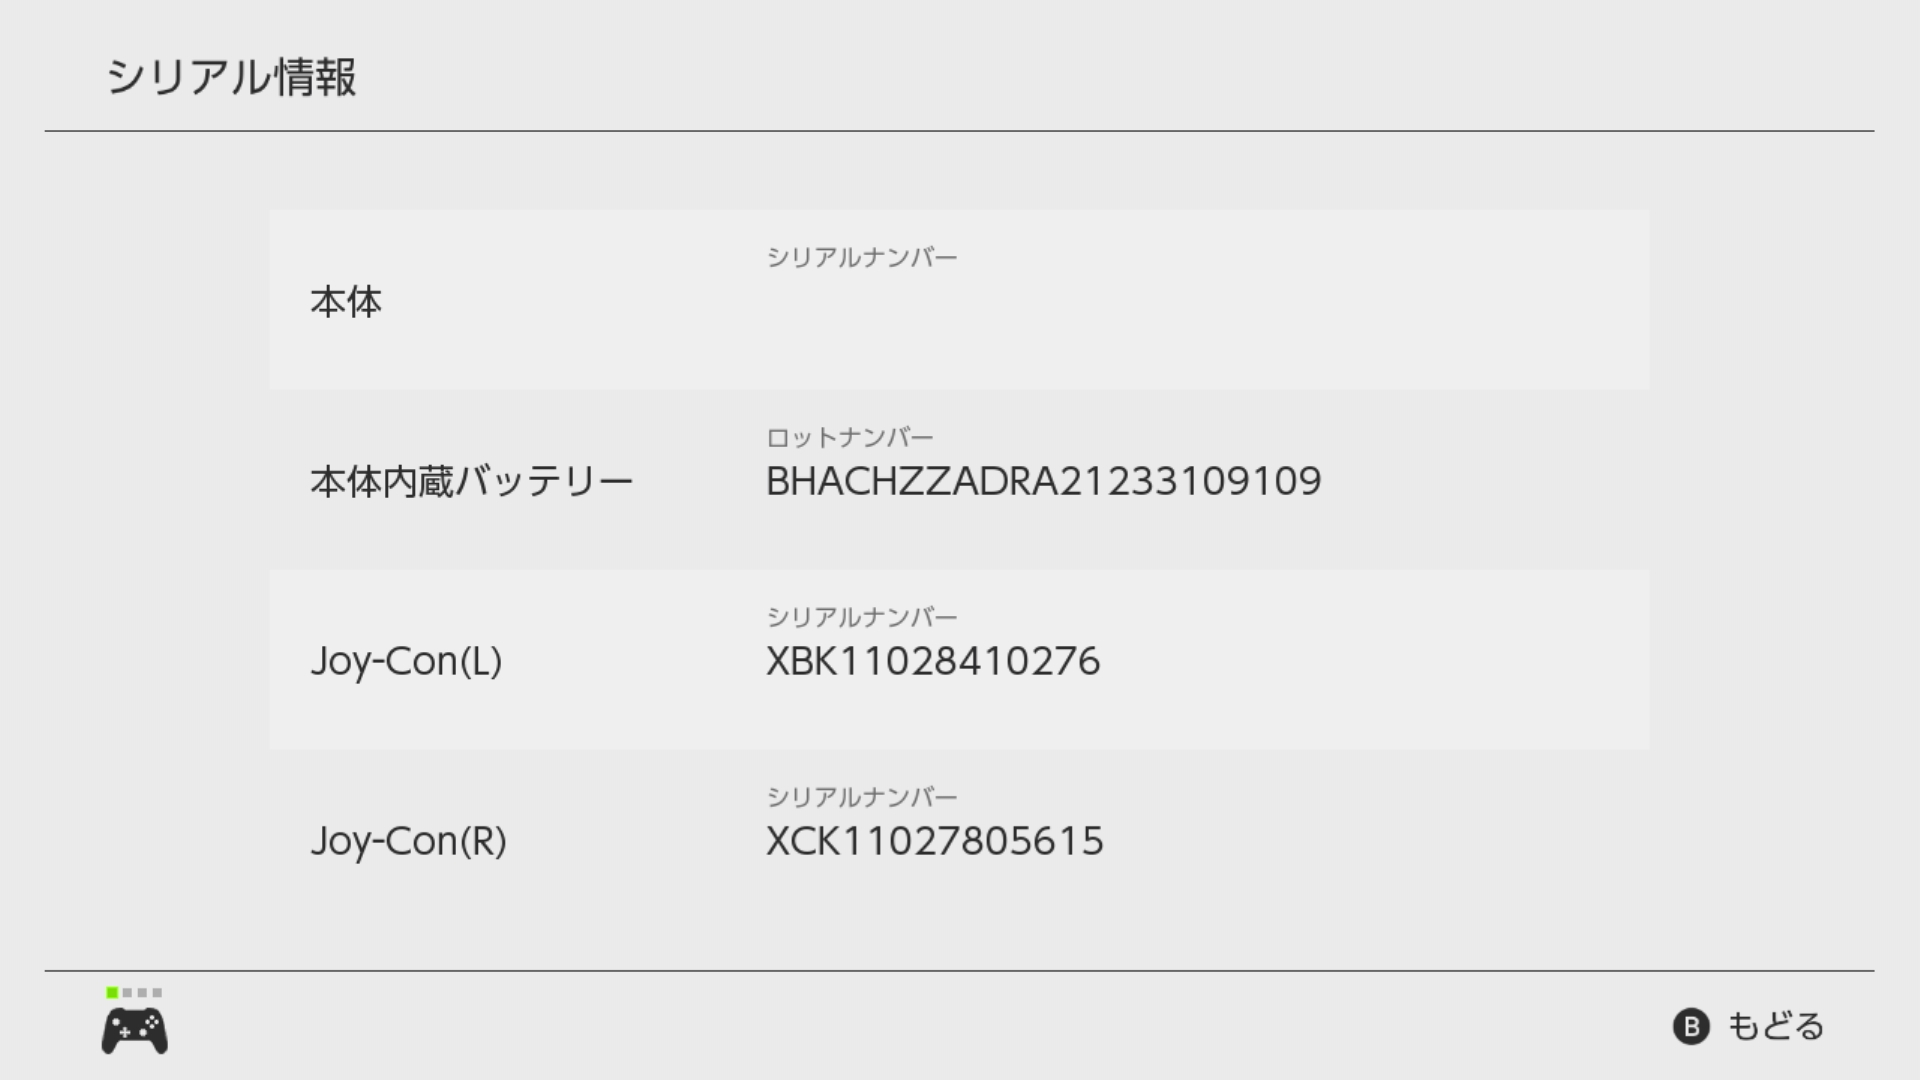 シリアル情報
シリアルナンバー
本体
ロットナンバー
本体内蔵バッテリー BHACHZZADRA21233109109
シリアルナンバー
Joy-Con(L) XBK11028410276
シリアルナンバー
Joy-Con(R) XCK11027805615
B もどる